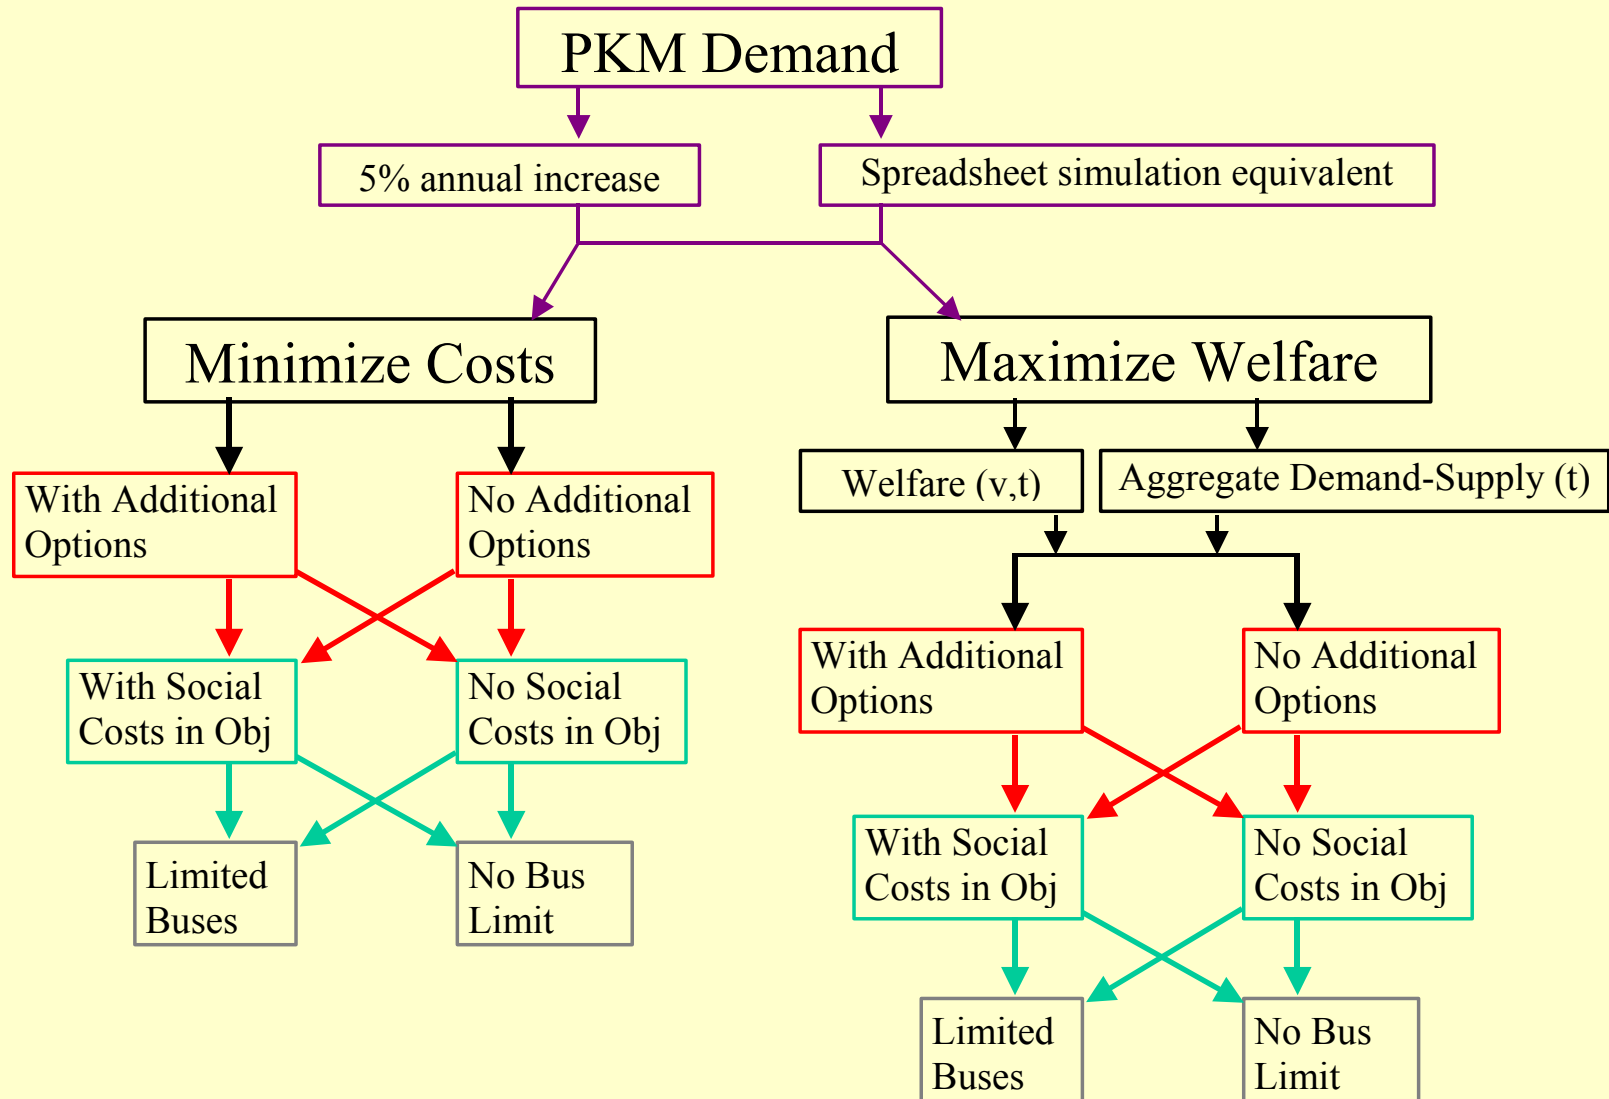 PKM Demand
5% annual increase
Spreadsheet simulation equivalent
Minimize Costs
Maximize Welfare
With Additional
Options
No Additional
Options
Welfare (v,t)
Aggregate Demand-Supply (t)
With Social
Costs in Obj
No Social
Costs in Obj
With Additional
Options
No Additional
Options
Limited
Buses
No Bus
Limit
With Social
Costs in Obj
No Social
Costs in Obj
Limited
Buses
No Bus
Limit